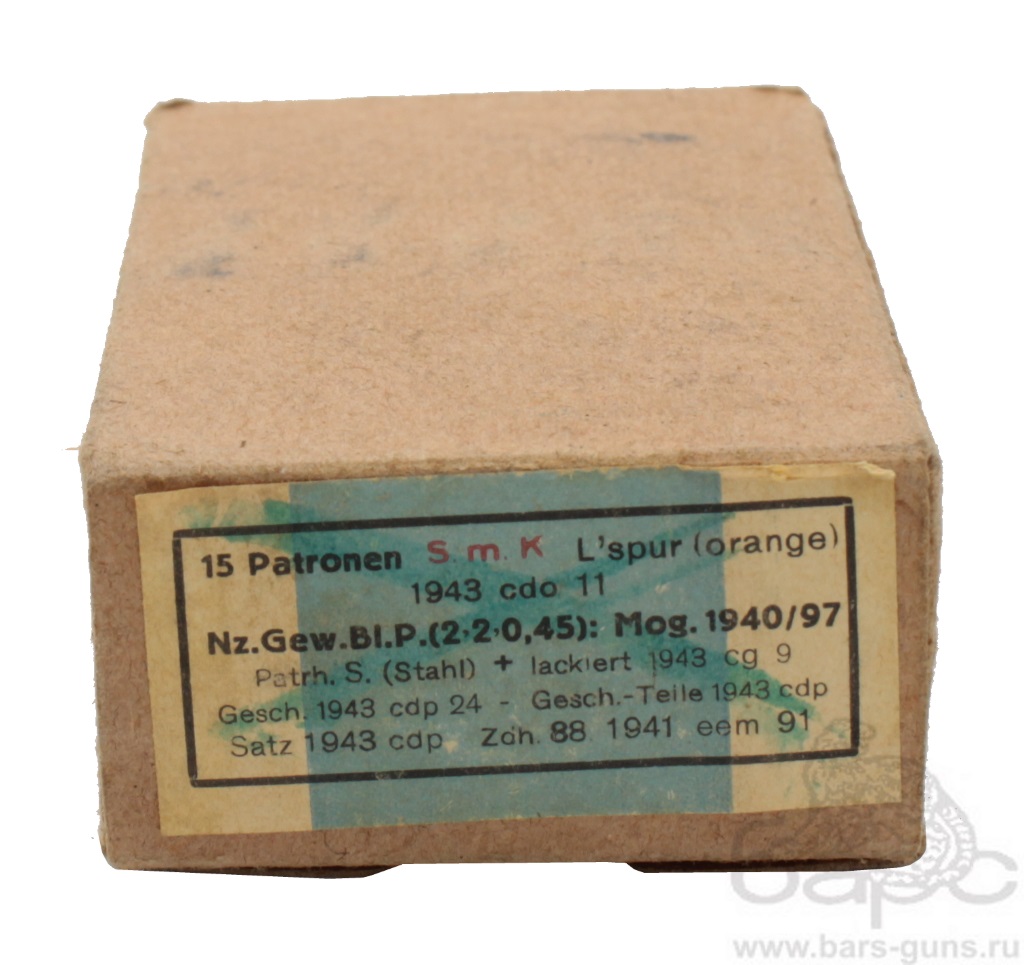 15 Patronen S. m. K L'spur (orange)
1943 cdo 11
Nz.Gew.Bl.P.(2,2,0,45): Mog. 1940/97
Patrh. S. (Stahl) + lackiert 1943 cg 9
Gesch. 1943 cdp 24 - Gesch.-Teile 1943 cdp
Satz 1943 cdp Zdh. 88 1941 eem 91
барс
www.bars-guns.ru